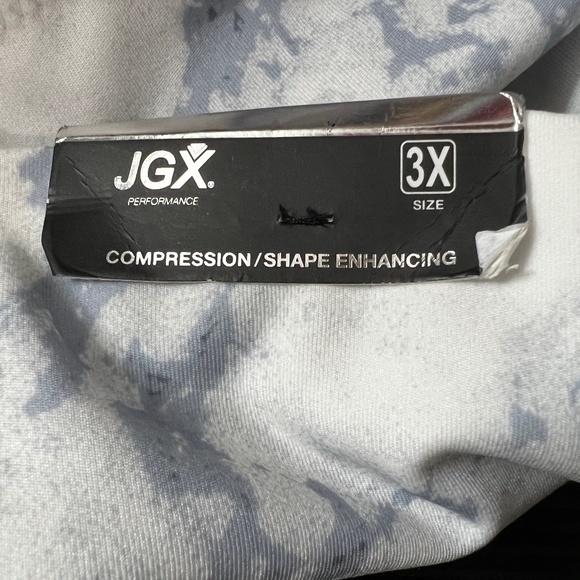 JGX®
PERFORMANCE
3X
SIZE
COMPRESSION/SHAPE ENHANCING